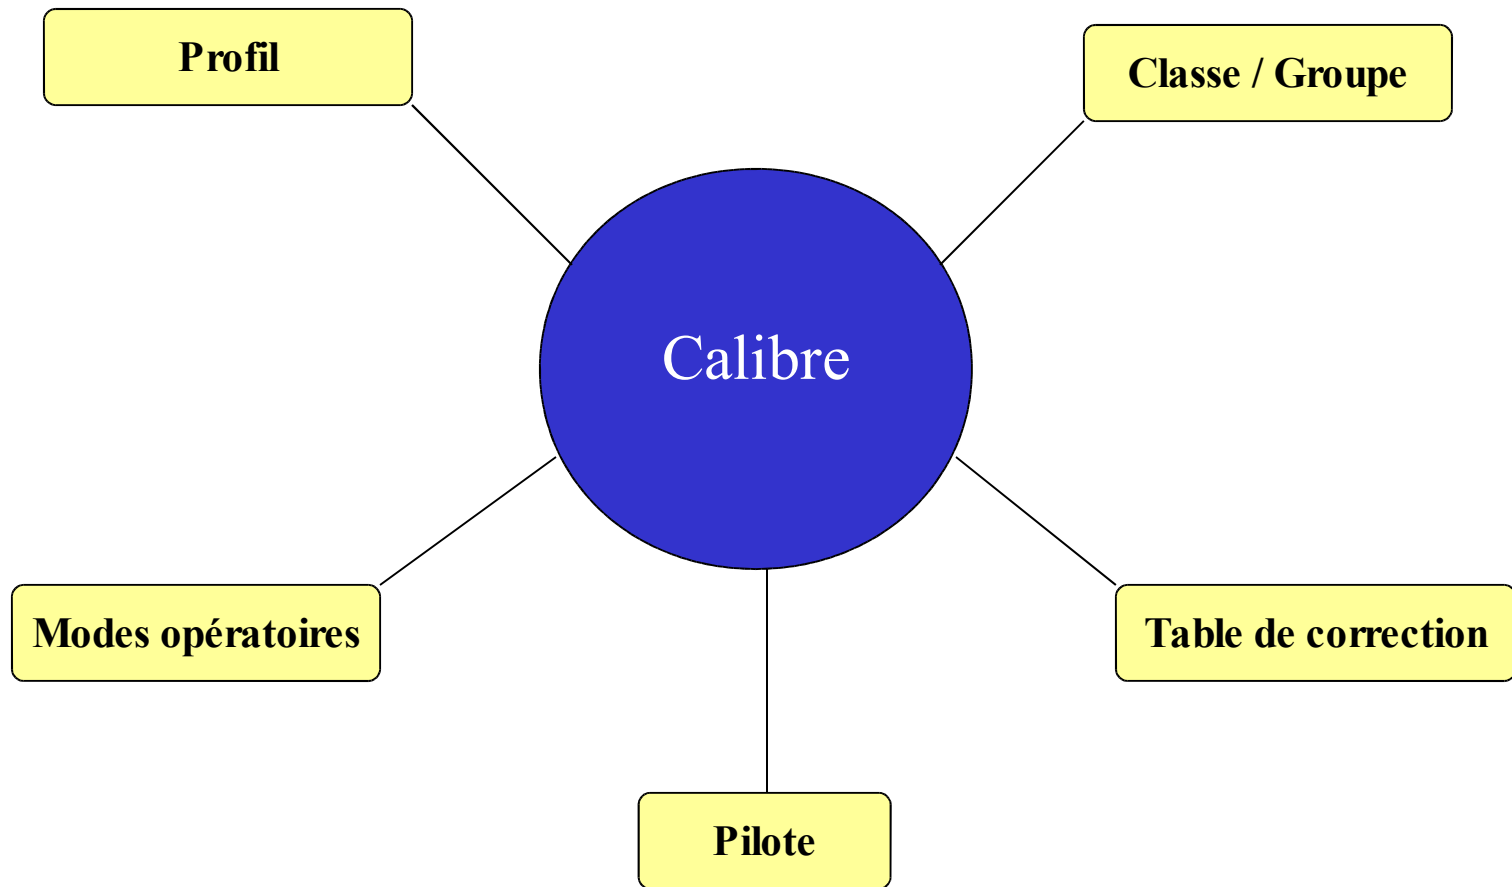 Profil
Classe / Groupe
Calibre
Modes opératoires
Table de correction
Pilote